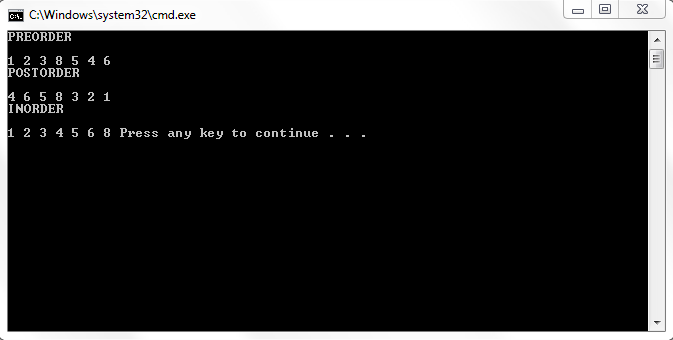 C:\Windows\system32\cmd.exe
PREORDER
1 2 3 8 5 4 6
POSTORDER
4 6 5 8 3 2 1
INORDER
1 2 3 4 5 6 8 Press any key to continue . . .